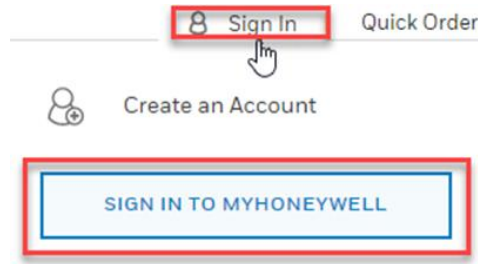 Sign In Quick Order
Create an Account
SIGN IN TO MYHONEYWELL